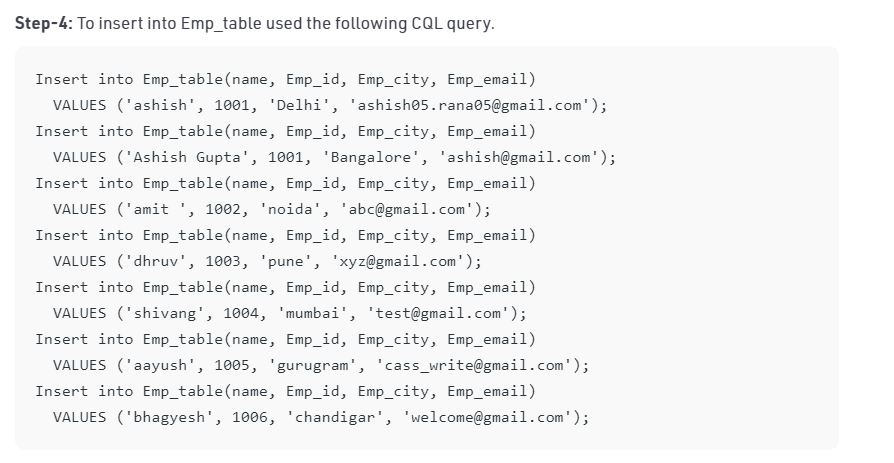 Step-4: To insert into Emp_table used the following CQL query.
Insert into Emp_table(name, Emp_id, Emp_city, Emp_email)
VALUES ('ashish', 1001, 'Delhi', 'ashish05.rana05@gmail.com');
Insert into Emp_table(name, Emp_id, Emp_city, Emp_email)
VALUES ('Ashish Gupta', 1001, 'Bangalore', 'ashish@gmail.com');
Insert into Emp_table(name, Emp_id, Emp_city, Emp_email)
VALUES ('amit ', 1002, 'noida', 'abc@gmail.com');
Insert into Emp_table(name, Emp_id, Emp_city, Emp_email)
VALUES ('dhruv', 1003, 'pune', 'xyz@gmail.com');
Insert into Emp_table(name, Emp_id, Emp_city, Emp_email)
VALUES ('shivang', 1004, 'mumbai', 'test@gmail.com');
Insert into Emp_table(name, Emp_id, Emp_city, Emp_email)
VALUES ('aayush', 1005, 'gurugram', 'cass_write@gmail.com');
Insert into Emp_table(name, Emp_id, Emp_city, Emp_email)
VALUES ('bhagyesh', 1006, 'chandigar', 'welcome@gmail.com');